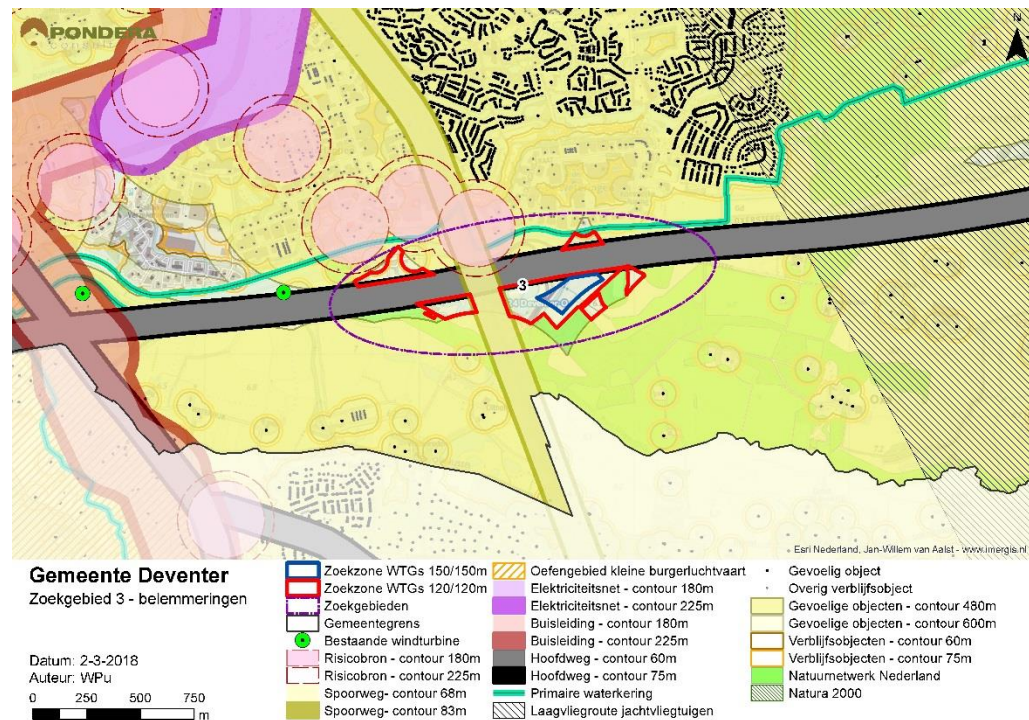 PONDERA
3
Esri Nederland, Jan-Willem van Aalst - www.imergis.nl
Gemeente Deventer
Zoekgebied 3 - belemmeringen
Datum: 2-3-2018
Auteur: WPu
0 250 500 750
m
Zoekzone WTGs 150/150m
Zoekzone WTGs 120/120m
Zoekgebieden
Gemeentegrens
Bestaande windturbine
Risicobron - contour 180m
Risicobron - contour 225m
Spoorweg- contour 68m
Spoorweg- contour 83m
Oefengebied kleine burgerluchtvaart
Elektriciteitsnet - contour 180m
Elektriciteitsnet - contour 225m
Buisleiding - contour 180m
Buisleiding - contour 225m
Hoofdweg - contour 60m
Hoofdweg - contour 75m
Primaire waterkering
Laagvliegroute jachtvliegtuigen
Gevoelig object
Overig verblijfsobject
Gevoelige objecten - contour 480m
Gevoelige objecten - contour 600m
Verblijfsobjecten - contour 60m
Verblijfsobjecten - contour 75m
Natuurnetwerk Nederland
Natura 2000